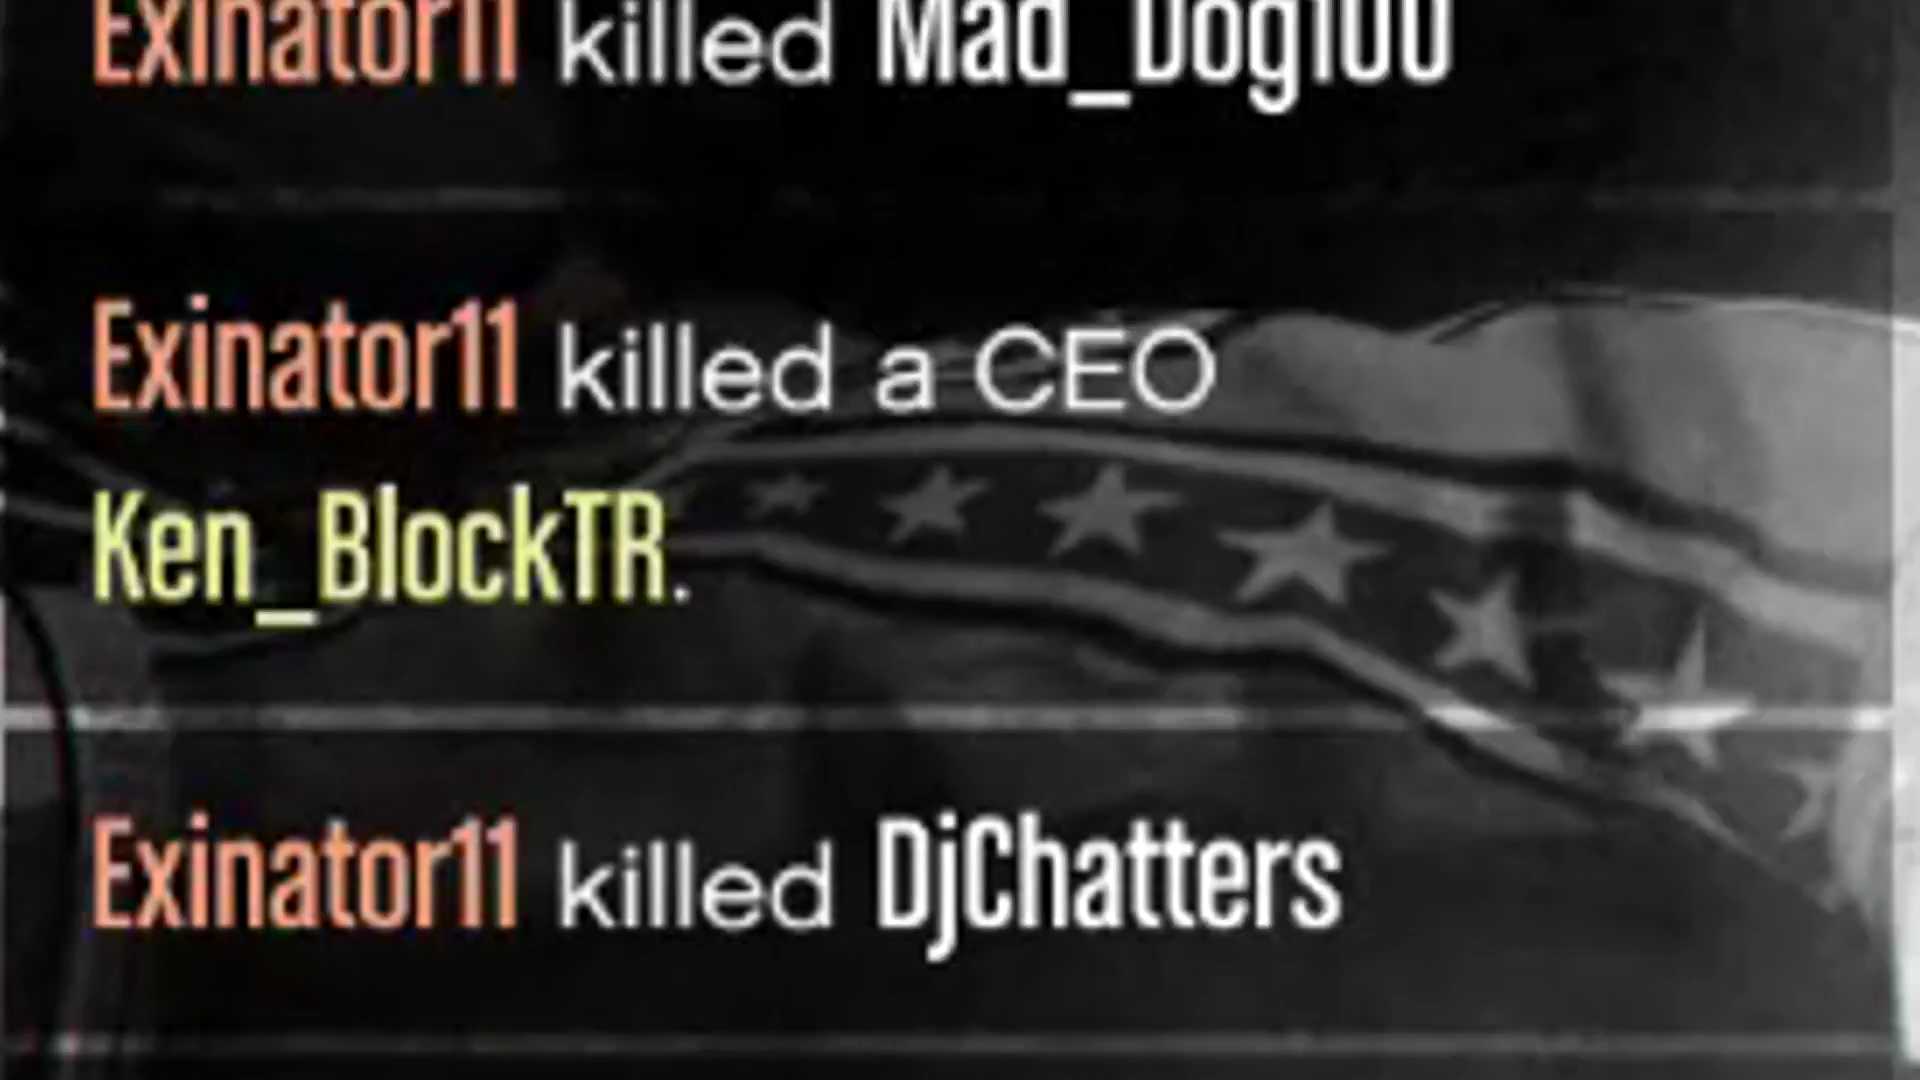 Exinator11 killed Mad_Dog100
Exinator11 killed a CEO
Ken_BlockTR.
Exinator11 killed DjChatters